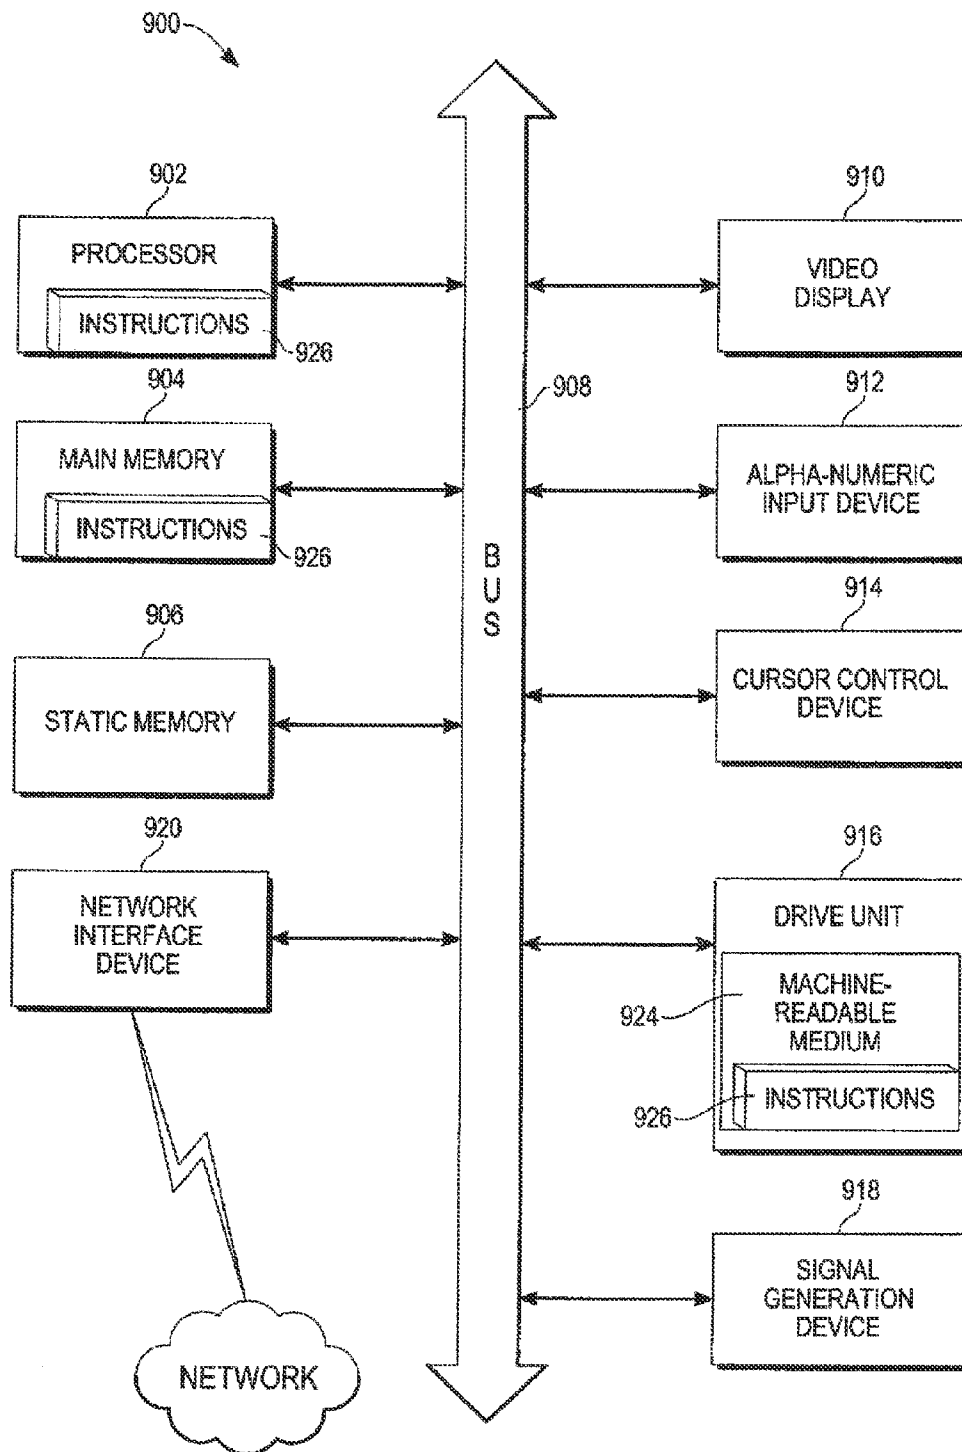 900
902
PROCESSOR
INSTRUCTIONS
926
904
MAIN MEMORY
INSTRUCTIONS
926
906
STATIC MEMORY
920
NETWORK
INTERFACE
DEVICE
NETWORK
908
B
U
S
910
VIDEO
DISPLAY
912
ALPHA-NUMERIC
INPUT DEVICE
914
CURSOR CONTROL
DEVICE
916
DRIVE UNIT
924
MACHINE-
READABLE
MEDIUM
926
INSTRUCTIONS
918
SIGNAL
GENERATION
DEVICE